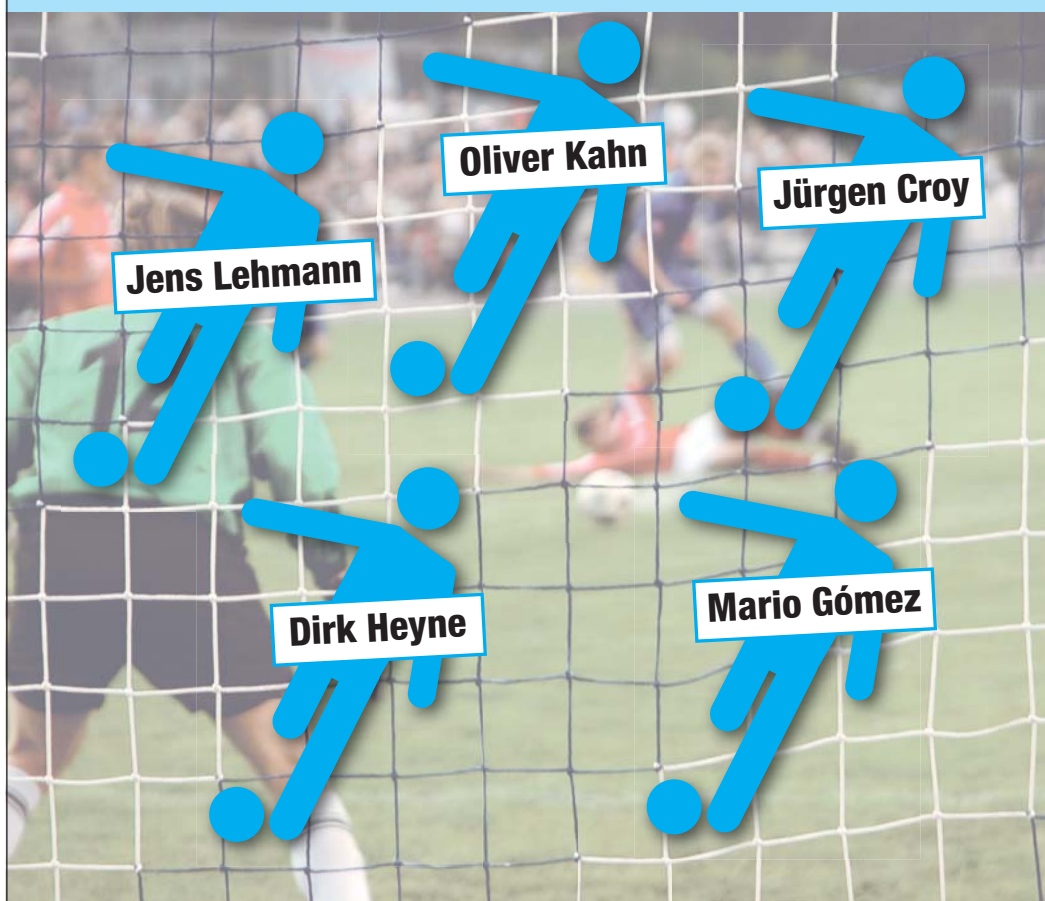 Oliver Kahn
Jürgen Croy
Jens Lehmann
Dirk Heyne
Mario Gómez